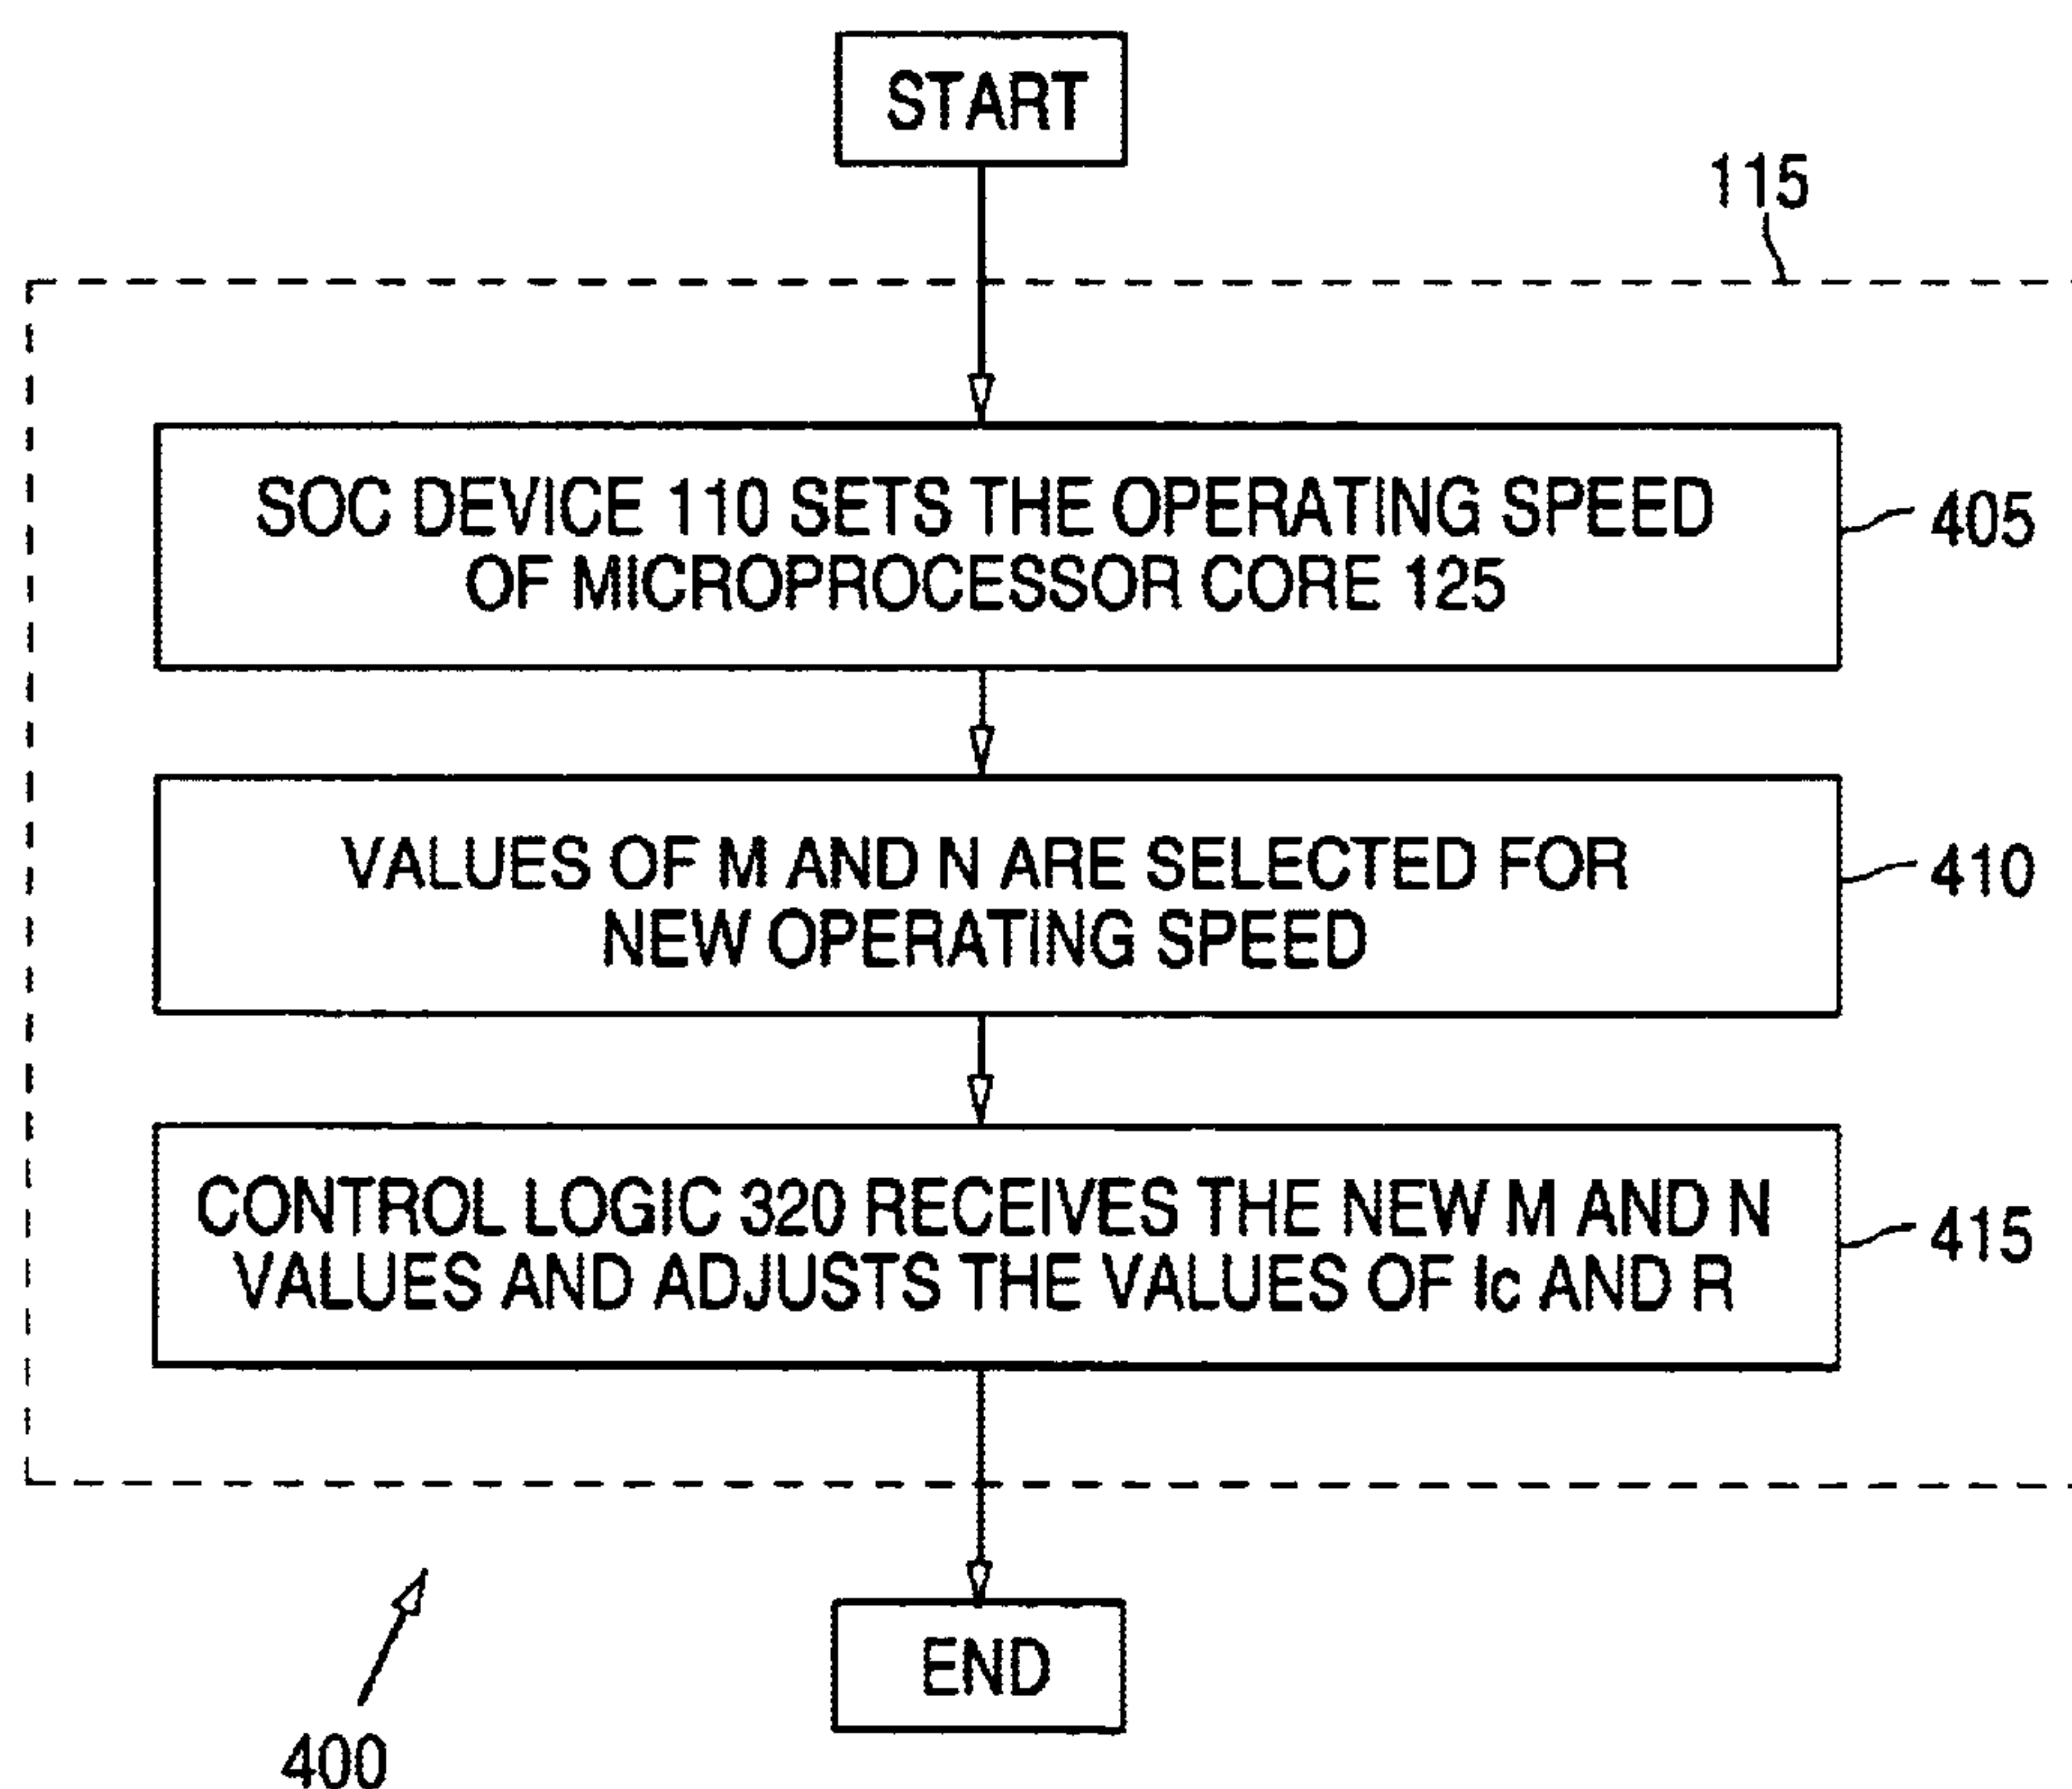 START
115
SOC DEVICE 110 SETS THE OPERATING SPEED
OF MICROPROCESSOR CORE 125
405
VALUES OF M AND N ARE SELECTED FOR
NEW OPERATING SPEED
410
CONTROL LOGIC 320 RECEIVES THE NEW M AND N
VALUES AND ADJUSTS THE VALUES OF Ic AND R
415
END
400